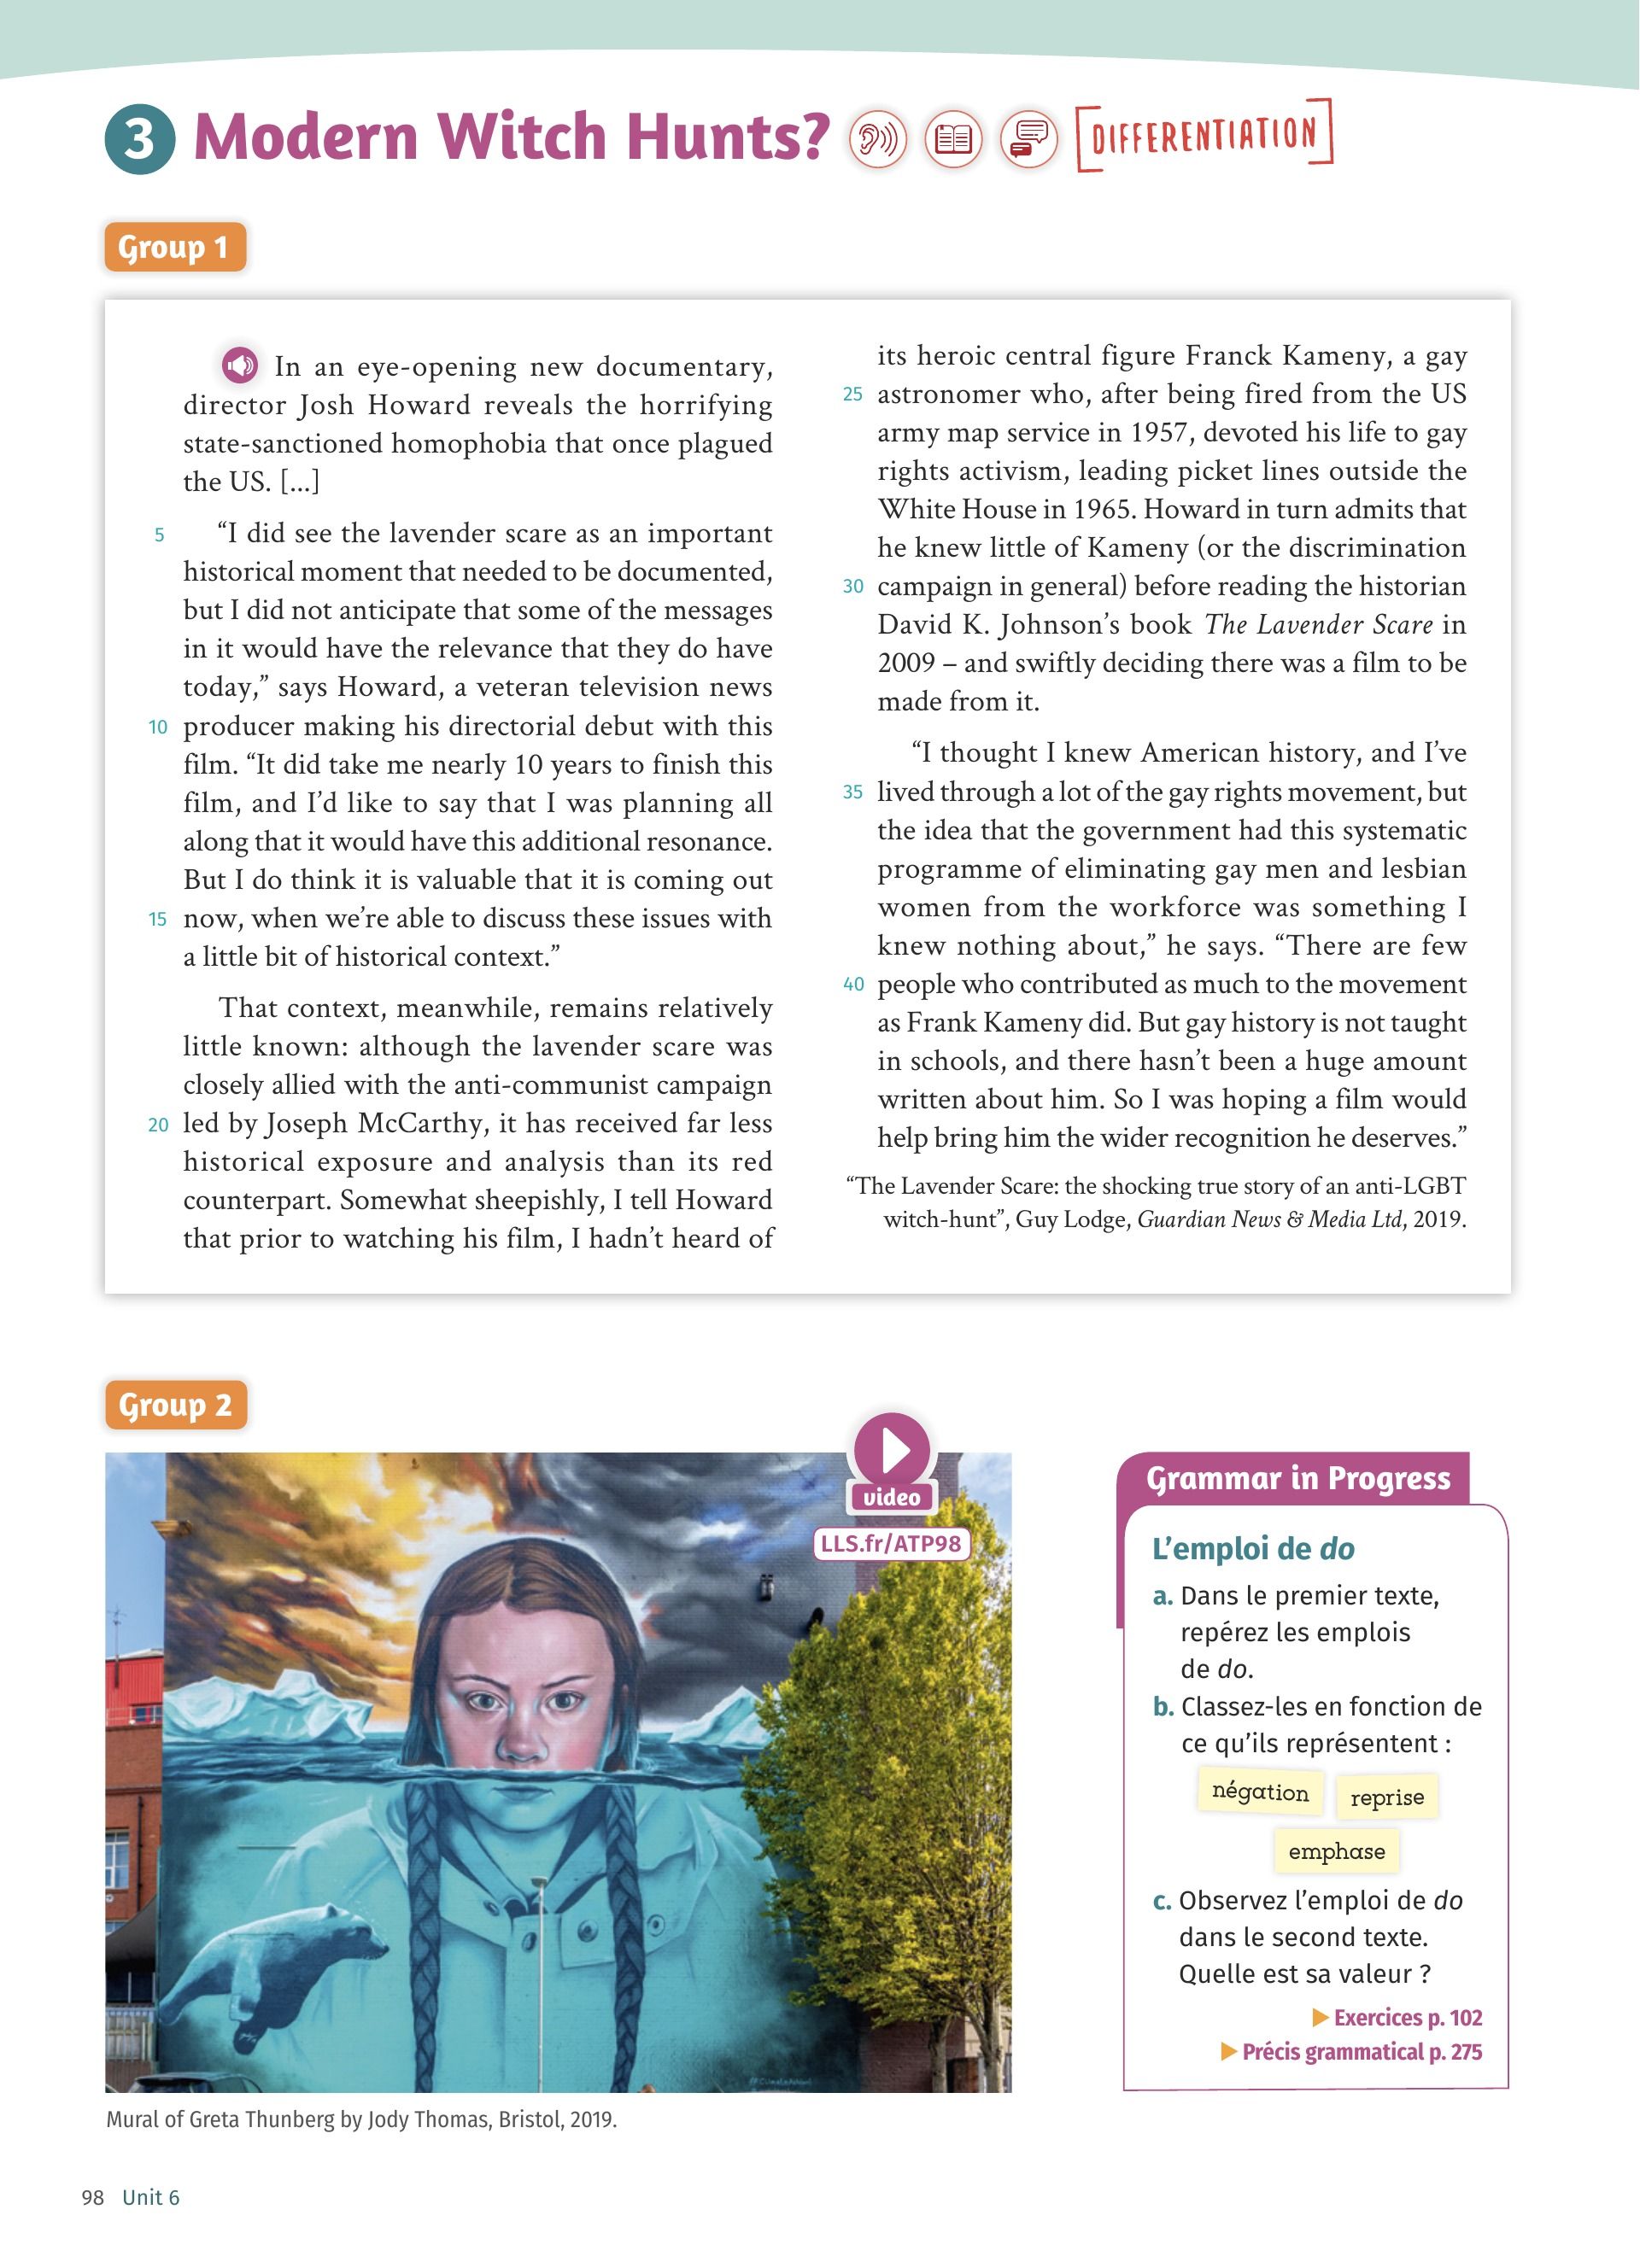 3 Modern Witch Hunts? [DIFFERENTIATION]
Group 1
In an eye-opening new documentary,
director Josh Howard reveals the horrifying
state-sanctioned homophobia that once plagued
the US. [...]
5 “I did see the lavender scare as an important
historical moment that needed to be documented,
but I did not anticipate that some of the messages
in it would have the relevance that they do have
today,” says Howard, a veteran television news
10 producer making his directorial debut with this
film. “It did take me nearly 10 years to finish this
film, and I’d like to say that I was planning all
along that it would have this additional resonance.
But I do think it is valuable that it is coming out
15 now, when we’re able to discuss these issues with
a little bit of historical context.”
That context, meanwhile, remains relatively
little known: although the lavender scare was
closely allied with the anti-communist campaign
20 led by Joseph McCarthy, it has received far less
historical exposure and analysis than its red
counterpart. Somewhat sheepishly, I tell Howard
that prior to watching his film, I hadn’t heard of
its heroic central figure Franck Kameny, a gay
25 astronomer who, after being fired from the US
army map service in 1957, devoted his life to gay
rights activism, leading picket lines outside the
White House in 1965. Howard in turn admits that
he knew little of Kameny (or the discrimination
30 campaign in general) before reading the historian
David K. Johnson’s book The Lavender Scare in
2009 – and swiftly deciding there was a film to be
made from it.
“I thought I knew American history, and I’ve
35 lived through a lot of the gay rights movement, but
the idea that the government had this systematic
programme of eliminating gay men and lesbian
women from the workforce was something I
knew nothing about,” he says. “There are few
40 people who contributed as much to the movement
as Frank Kameny did. But gay history is not taught
in schools, and there hasn’t been a huge amount
written about him. So I was hoping a film would
help bring him the wider recognition he deserves.”
“The Lavender Scare: the shocking true story of an anti-LGBT
witch-hunt”, Guy Lodge, Guardian News & Media Ltd, 2019.
Group 2
video
LLS.fr/ATP98
Mural of Greta Thunberg by Jody Thomas, Bristol, 2019.
Grammar in Progress
L’emploi de do
a. Dans le premier texte,
repérez les emplois
de do.
b. Classez-les en fonction de
ce qu’ils représentent :
négation reprise
emphase
c. Observez l’emploi de do
dans le second texte.
Quelle est sa valeur ?
▶ Exercices p. 102
▶ Précis grammatical p. 275
98 Unit 6